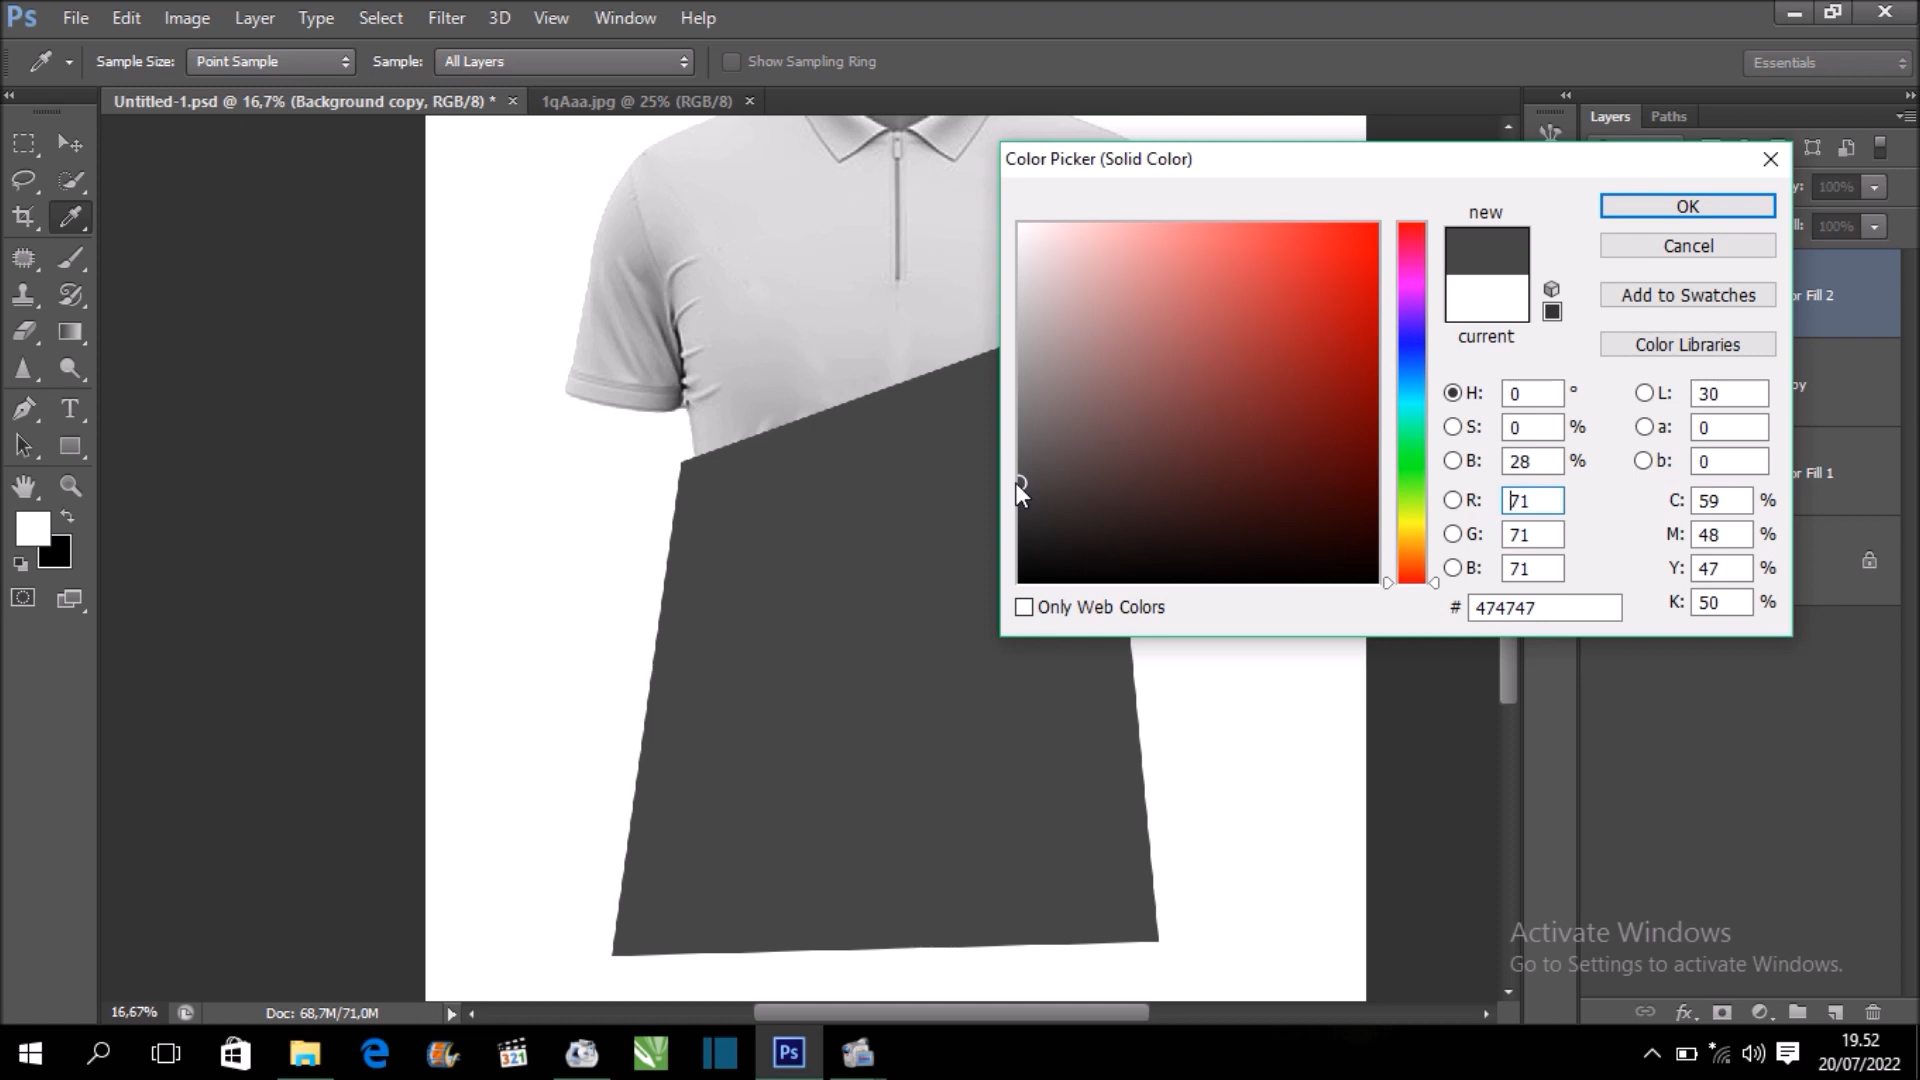 Ps File Edit Image Layer Type Select Filter 3D View Window Help
Sample Size: Point Sample Sample: All Layers Show Sampling Ring Essentials
Untitled-1.psd @ 16,7% (Background copy, RGB/8) * × 1qAaa.jpg @ 25% (RGB/8) ×
Layers Paths
Color Picker (Solid Color)
y: 100%
ll: 100%
new
current
OK
Cancel
Add to Swatches
Color Libraries
H: 0 °
S: 0 %
B: 28 %
R: 71
G: 71
B: 71
# 474747
L: 30
a: 0
b: 0
C: 59 %
M: 48 %
Y: 47 %
K: 50 %
Only Web Colors
or Fill 2
py
or Fill 1
T
Activate Windows
Go to Settings to activate Windows.
16,67% Doc: 68,7M/71,0M
fx
321
Ps
19.52
20/07/2022